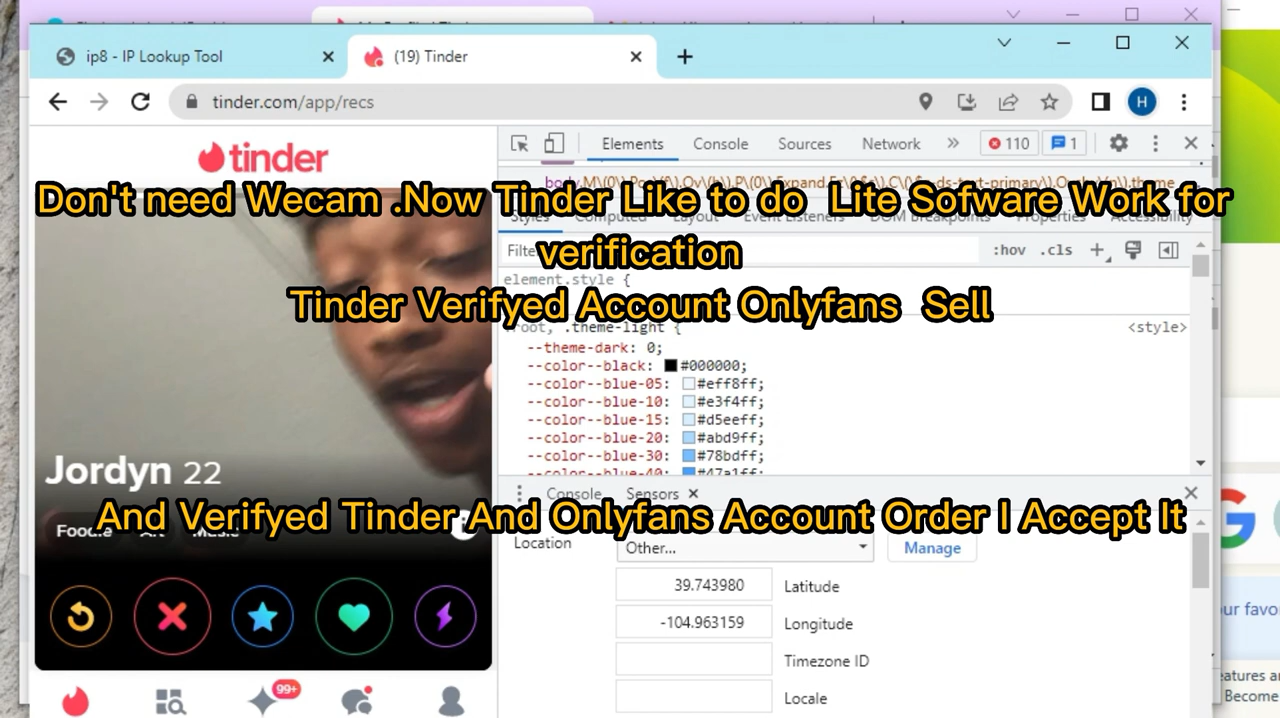 ip8 - IP Lookup Tool
(19) Tinder
tinder.com/app/recs
H
tinder
Elements
Console
Sources
Network
110
1
Don't need Wecam .Now Tinder Like to do Lite Sofware Work for
verification
Tinder Verifyed Account Onlyfans Sell
:hov .cls
element.style {
.theme-light {
<style>
--theme-dark: 0;
--color--black: #000000;
--color--blue-05: #eff8ff;
--color--blue-10: #e3f4ff;
--color--blue-15: #d5eeff;
--color--blue-20: #abd9ff;
--color--blue-30: #78bdff;
Jordyn 22
Console
Sensors
And Verifyed Tinder And Onlyfans Account Order I Accept It
Location
Other...
Manage
39.743980
Latitude
-104.963159
Longitude
Timezone ID
Locale
99+